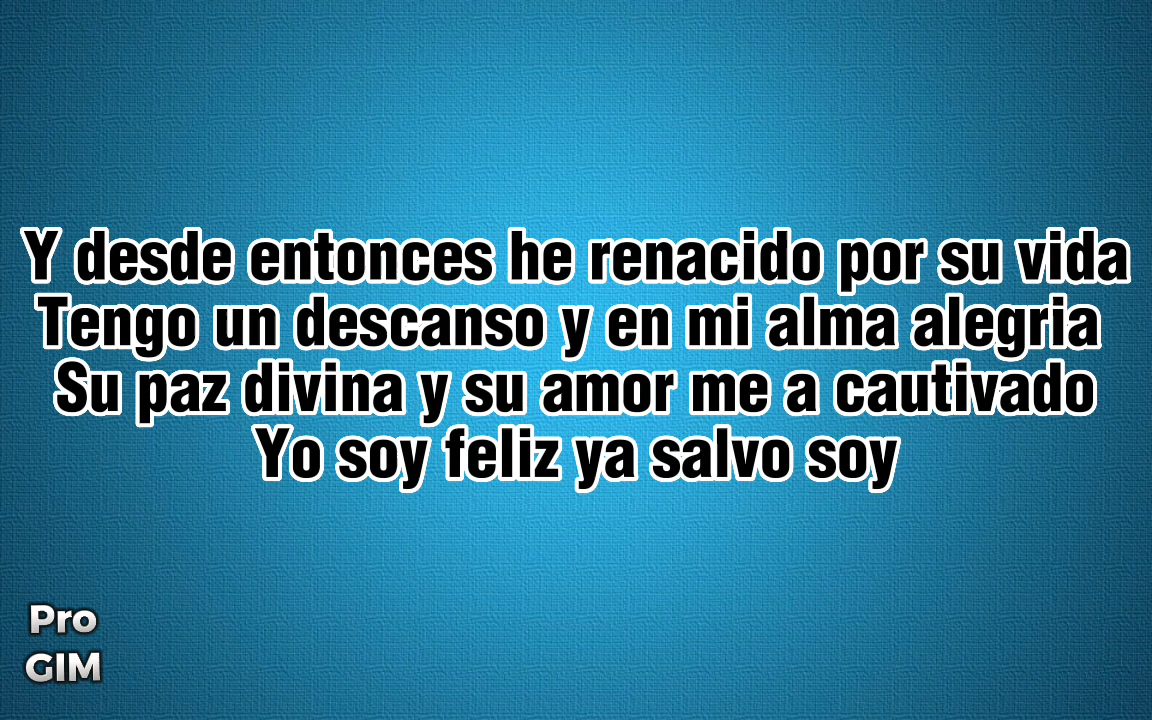 Y desde entonces he renacido por su vida
Tengo un descanso y en mi alma alegria
Su paz divina y su amor me a cautivado
Yo soy feliz ya salvo soy
Pro
GIM